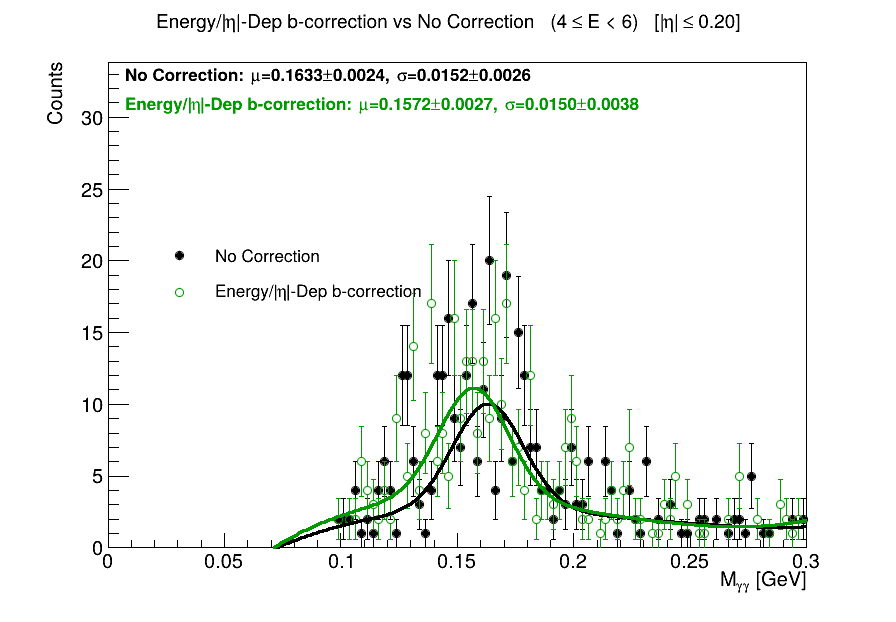 Energy/|η|-Dep b-correction vs No Correction (4 ≤ E < 6) [|η| ≤ 0.20]
No Correction: μ=0.1633±0.0024, σ=0.0152±0.0026
Energy/|η|-Dep b-correction: μ=0.1572±0.0027, σ=0.0150±0.0038
Counts
30
25
20
15
10
5
0
No Correction
Energy/|η|-Dep b-correction
0 0.05 0.1 0.15 0.2 0.25 0.3
Mγγ [GeV]